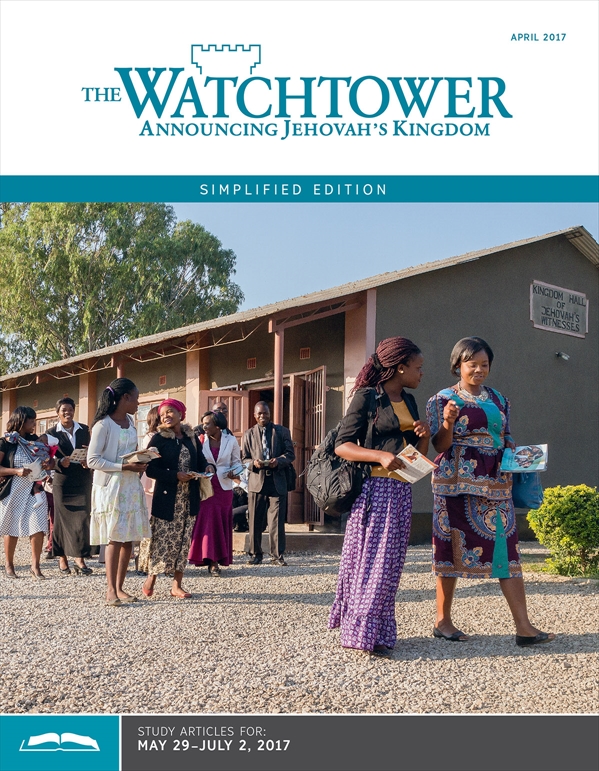 APRIL 2017
THE WATCHTOWER
ANNOUNCING JEHOVAH'S KINGDOM
SIMPLIFIED EDITION
KINGDOM HALL
OF
JEHOVAH'S
WITNESSES
STUDY ARTICLES FOR:
MAY 29–JULY 2, 2017